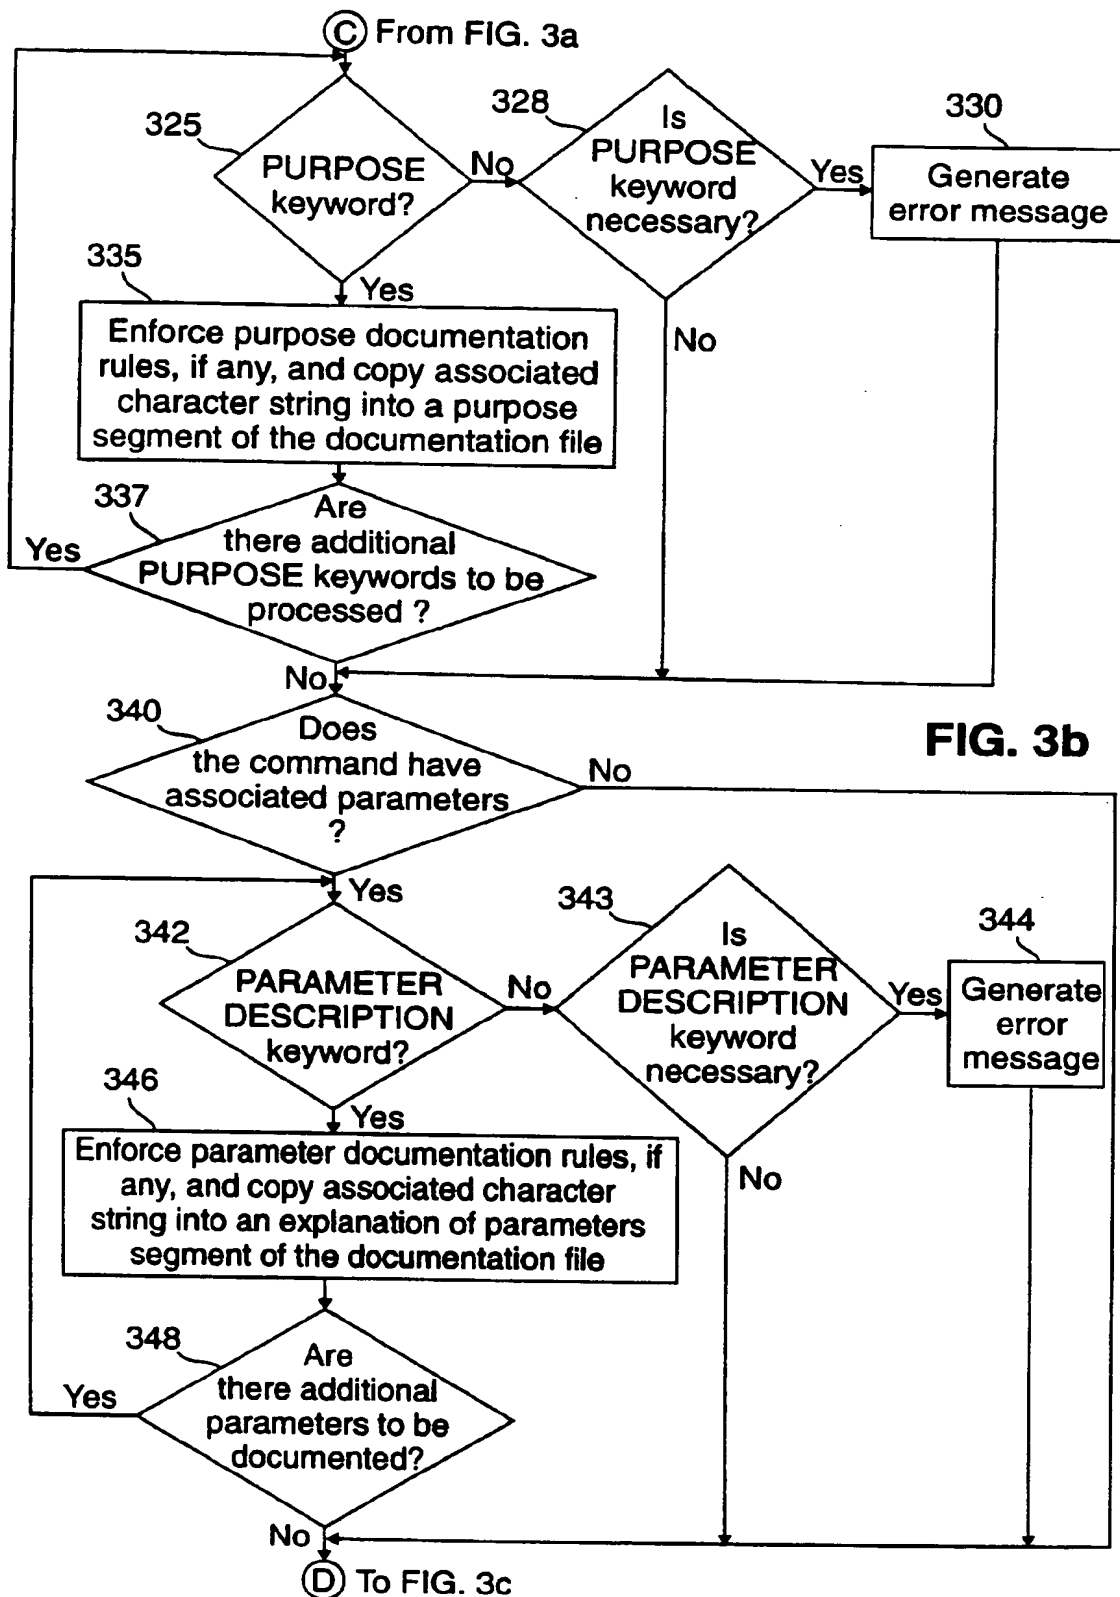 C From FIG. 3a
325
PURPOSE
keyword?
No
328
Is
PURPOSE
keyword
necessary?
Yes
330
Generate
error message
335
Yes
No
Enforce purpose documentation
rules, if any, and copy associated
character string into a purpose
segment of the documentation file
337
Are
there additional
PURPOSE keywords to be
processed ?
Yes
No
340
Does
the command have
associated parameters
?
No
FIG. 3b
Yes
342
PARAMETER
DESCRIPTION
keyword?
No
343
Is
PARAMETER
DESCRIPTION
keyword
necessary?
Yes
344
Generate
error
message
346
Yes
No
Enforce parameter documentation rules, if
any, and copy associated character
string into an explanation of parameters
segment of the documentation file
348
Are
there additional
parameters to be
documented?
Yes
No
D To FIG. 3c